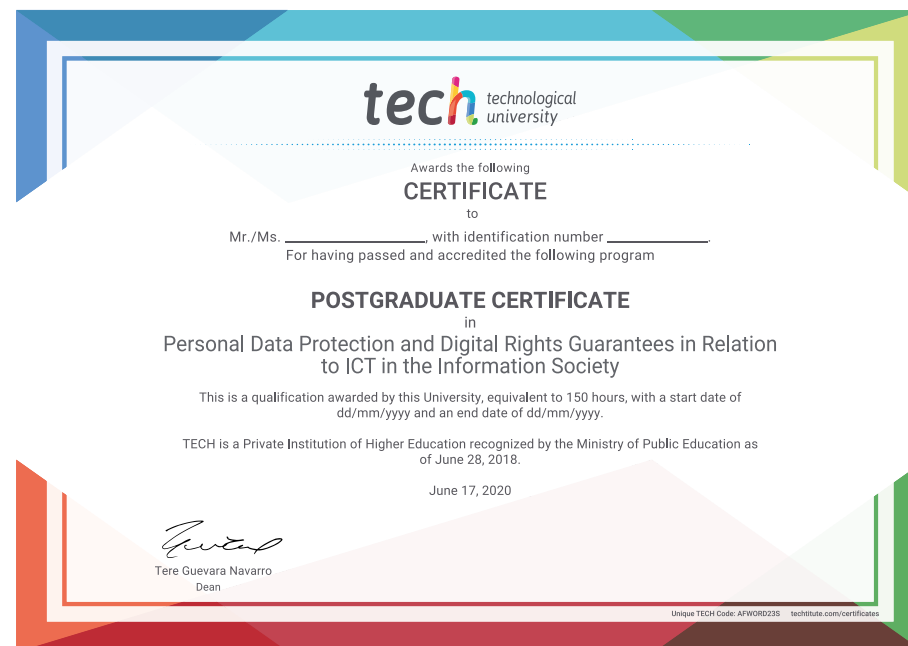 tech technological
university
Awards the following
CERTIFICATE
to
Mr./Ms. ____________________, with identification number ______________.
For having passed and accredited the following program
POSTGRADUATE CERTIFICATE
in
Personal Data Protection and Digital Rights Guarantees in Relation
to ICT in the Information Society
This is a qualification awarded by this University, equivalent to 150 hours, with a start date of
dd/mm/yyyy and an end date of dd/mm/yyyy.
TECH is a Private Institution of Higher Education recognized by the Ministry of Public Education as
of June 28, 2018.
June 17, 2020
Tere Guevara Navarro
Dean
Unique TECH Code: AFWORD23S techtitute.com/certificates